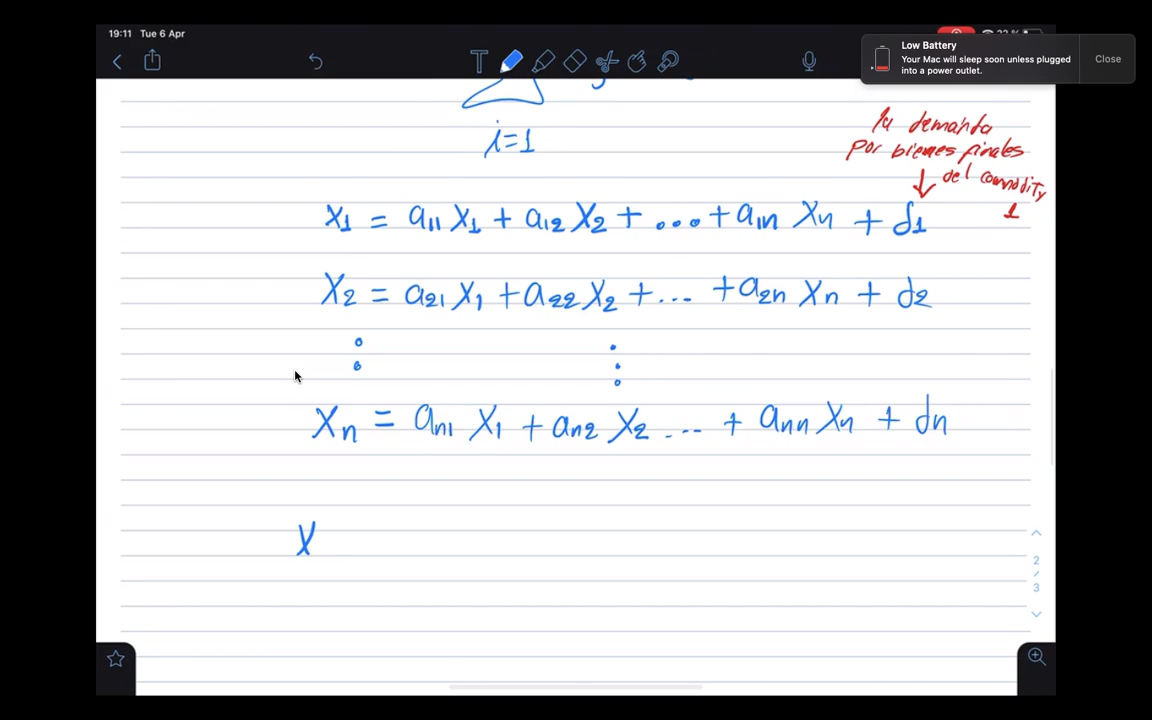 19:11 Tue 6 Apr
Low Battery
Your Mac will sleep soon unless plugged
into a power outlet.
Close
T
i=1
la demanda
por bienes finales
del commodity
1
X1 = a11 X1 + a12 X2 + ... + a1n Xn + d1
X2 = a21 X1 + a22 X2 + ... + a2n Xn + d2
Xn = an1 X1 + an2 X2 ... + ann Xn + dn
X
2
/
3